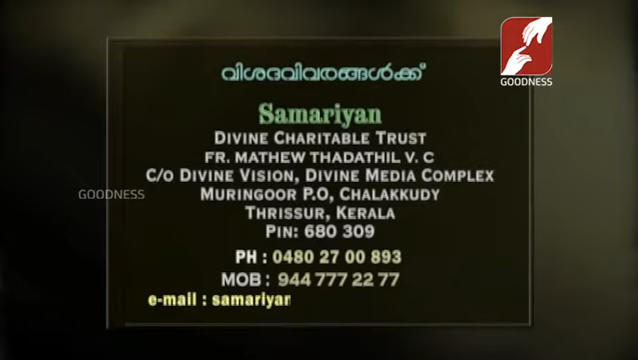 GOODNESS
വിശദവിവരങ്ങൾക്ക്
Samariyan
DIVINE CHARITABLE TRUST
FR. MATHEW THADATHIL V. C
C/O DIVINE VISION, DIVINE MEDIA COMPLEX
GOODNESS
MURINGOOR P.O, CHALAKKUDY
THRISSUR, KERALA
PIN: 680 309
PH : 0480 27 00 893
MOB : 944 777 22 77
e-mail : samariyan